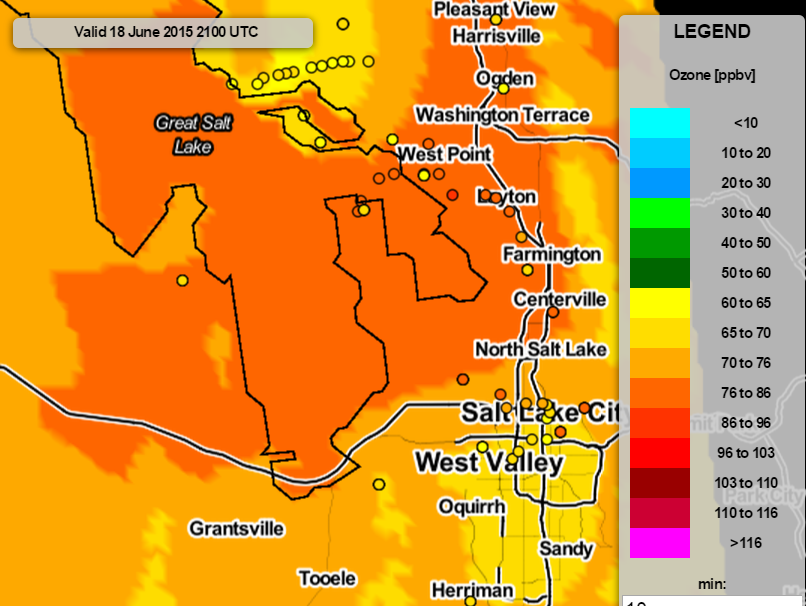 Valid 18 June 2015 2100 UTC
Pleasant View
Harrisville
Ogden
Washington Terrace
Great Salt
Lake
West Point
Layton
Farmington
Centerville
North Salt Lake
Salt Lake Cit
West Valley
Oquirrh
Grantsville
Sandy
Tooele
Herriman
LEGEND
Ozone [ppbv]
<10
10 to 20
20 to 30
30 to 40
40 to 50
50 to 60
60 to 65
65 to 70
70 to 76
76 to 86
86 to 96
96 to 103
103 to 110
110 to 116
>116
Park City
min:
10